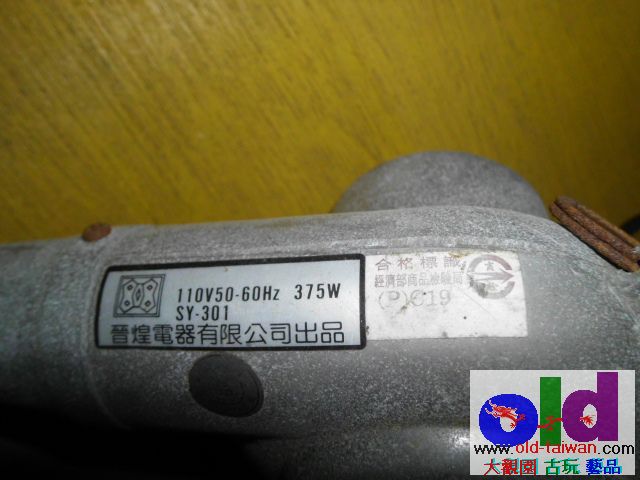 110V50-60Hz 375W
SY-301
晉煌電器有限公司出品
合格標識
經濟部商品檢驗局
(P)C19
old
www.old-taiwan.com
大觀園 古玩 藝品